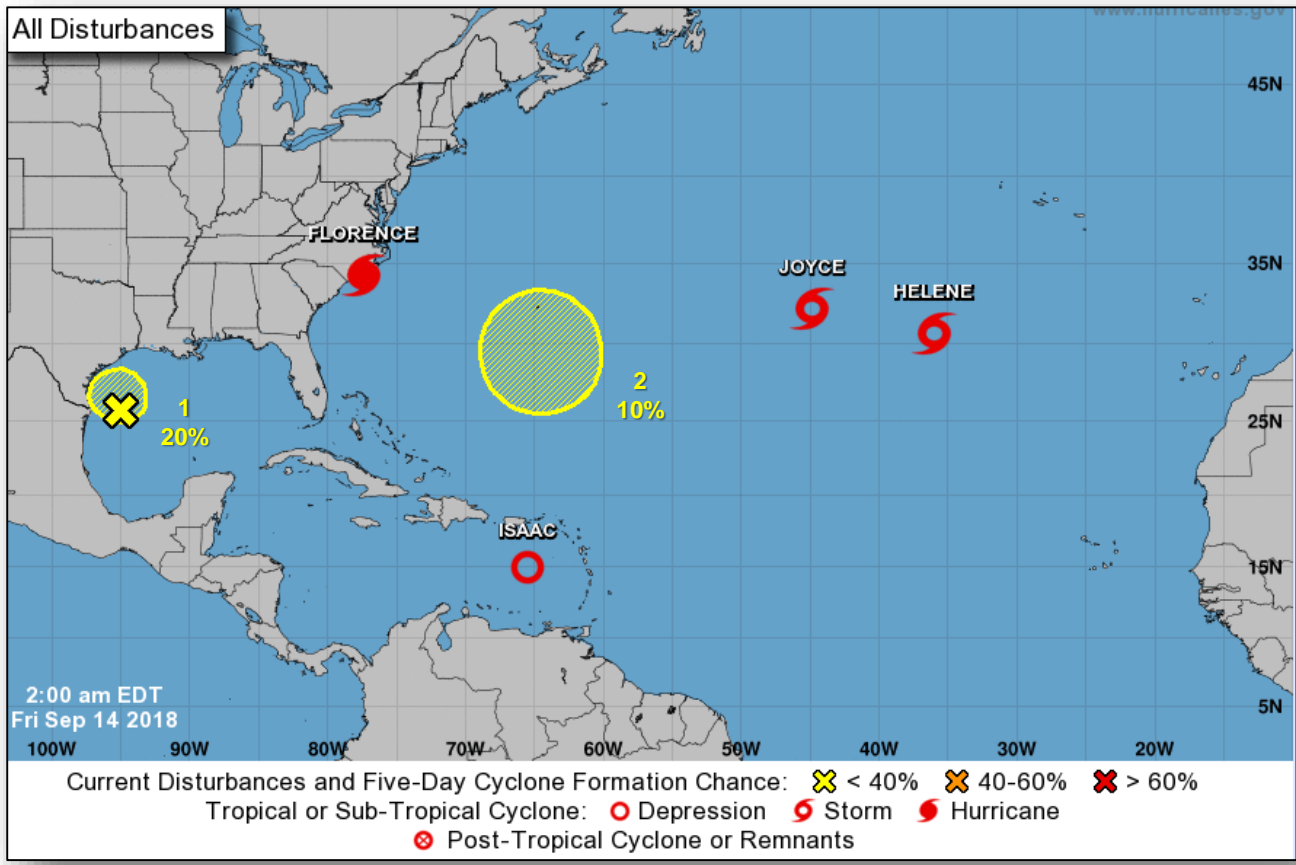 www.hurricanes.gov
All Disturbances
45N
FLORENCE
35N
JOYCE
HELENE
2
10%
1
20%
25N
ISAAC
15N
2:00 am EDT
Fri Sep 14 2018
5N
100W 90W 80W 70W 60W 50W 40W 30W 20W
Current Disturbances and Five-Day Cyclone Formation Chance: < 40% 40-60% > 60%
Tropical or Sub-Tropical Cyclone: Depression Storm Hurricane
Post-Tropical Cyclone or Remnants